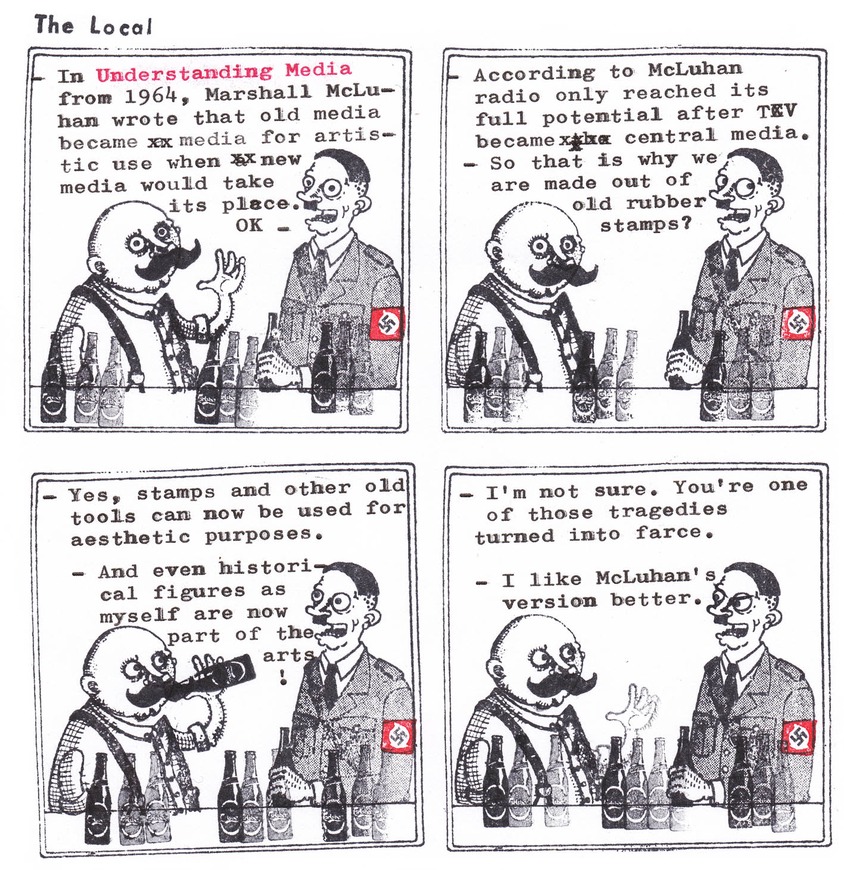 The Local
— In Understanding Media
from 1964, Marshall McLu-
han wrote that old media
became xx media for artis-
tic use when xx new
media would take
its place.
OK —
— According to McLuhan
radio only reached its
full potential after TXV
became xthe central media.
— So that is why we
are made out of
old rubber
stamps?
— Yes, stamps and other old
tools can now be used for
aesthetic purposes.
— And even histori-
cal figures as
myself are now
part of the
arts
!
— I'm not sure. You're one
of those tragedies
turned into farce.
— I like McLuhan's
version better.